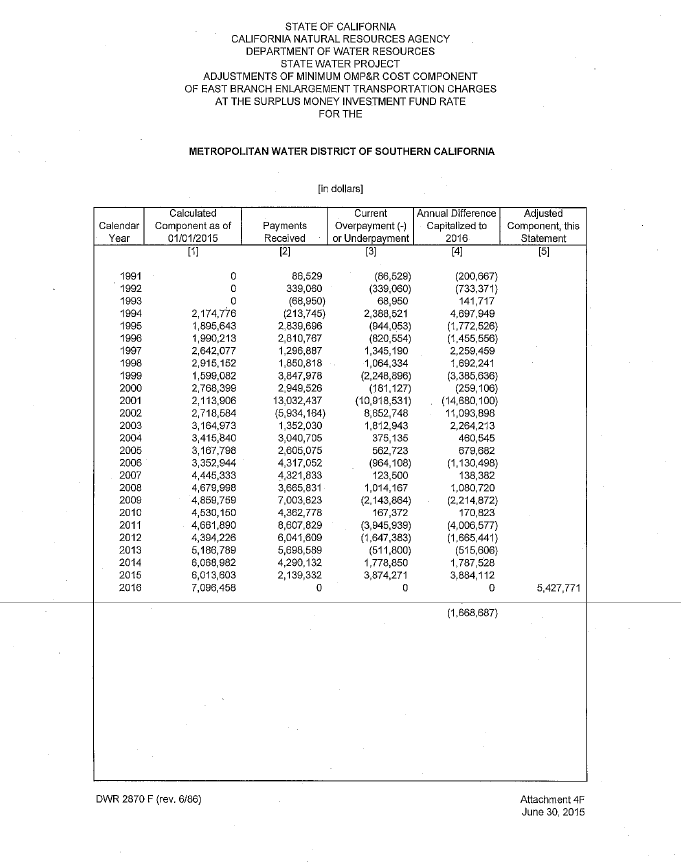 STATE OF CALIFORNIA
CALIFORNIA NATURAL RESOURCES AGENCY
DEPARTMENT OF WATER RESOURCES
STATE WATER PROJECT
ADJUSTMENTS OF MINIMUM OMP&R COST COMPONENT
OF EAST BRANCH ENLARGEMENT TRANSPORTATION CHARGES
AT THE SURPLUS MONEY INVESTMENT FUND RATE
FOR THE
METROPOLITAN WATER DISTRICT OF SOUTHERN CALIFORNIA
[in dollars]
Calculated Current Annual Difference Adjusted
Calendar Component as of Payments Overpayment (-) Capitalized to Component, this
Year 01/01/2015 Received or Underpayment 2016 Statement
[1] [2] [3] [4] [5]
1991 0 86,529 (86,529) (200,667)
1992 0 339,060 (339,060) (733,371)
1993 0 (68,950) 68,950 141,717
1994 2,174,776 (213,745) 2,388,521 4,697,949
1995 1,895,643 2,839,696 (944,053) (1,772,526)
1996 1,990,213 2,810,767 (820,554) (1,455,556)
1997 2,642,077 1,296,887 1,345,190 2,259,459
1998 2,915,152 1,850,818 1,064,334 1,692,241
1999 1,599,082 3,847,978 (2,248,896) (3,385,636)
2000 2,768,399 2,949,526 (181,127) (259,106)
2001 2,113,906 13,032,437 (10,918,531) (14,680,100)
2002 2,718,584 (5,934,164) 8,652,748 11,093,898
2003 3,164,973 1,352,030 1,812,943 2,264,213
2004 3,415,840 3,040,705 375,135 460,545
2005 3,167,798 2,605,075 562,723 679,682
2006 3,352,944 4,317,052 (964,108) (1,130,498)
2007 4,445,333 4,321,833 123,500 138,382
2008 4,679,998 3,665,831 1,014,167 1,080,720
2009 4,859,759 7,003,623 (2,143,864) (2,214,872)
2010 4,530,150 4,362,778 167,372 170,823
2011 4,661,890 8,607,829 (3,945,939) (4,006,577)
2012 4,394,226 6,041,609 (1,647,383) (1,665,441)
2013 5,186,789 5,698,589 (511,800) (515,606)
2014 6,068,982 4,290,132 1,778,850 1,787,528
2015 6,013,603 2,139,332 3,874,271 3,884,112
2016 7,096,458 0 0 0 5,427,771
(1,668,687)
DWR 2870 F (rev. 6/86) Attachment 4F
June 30, 2015